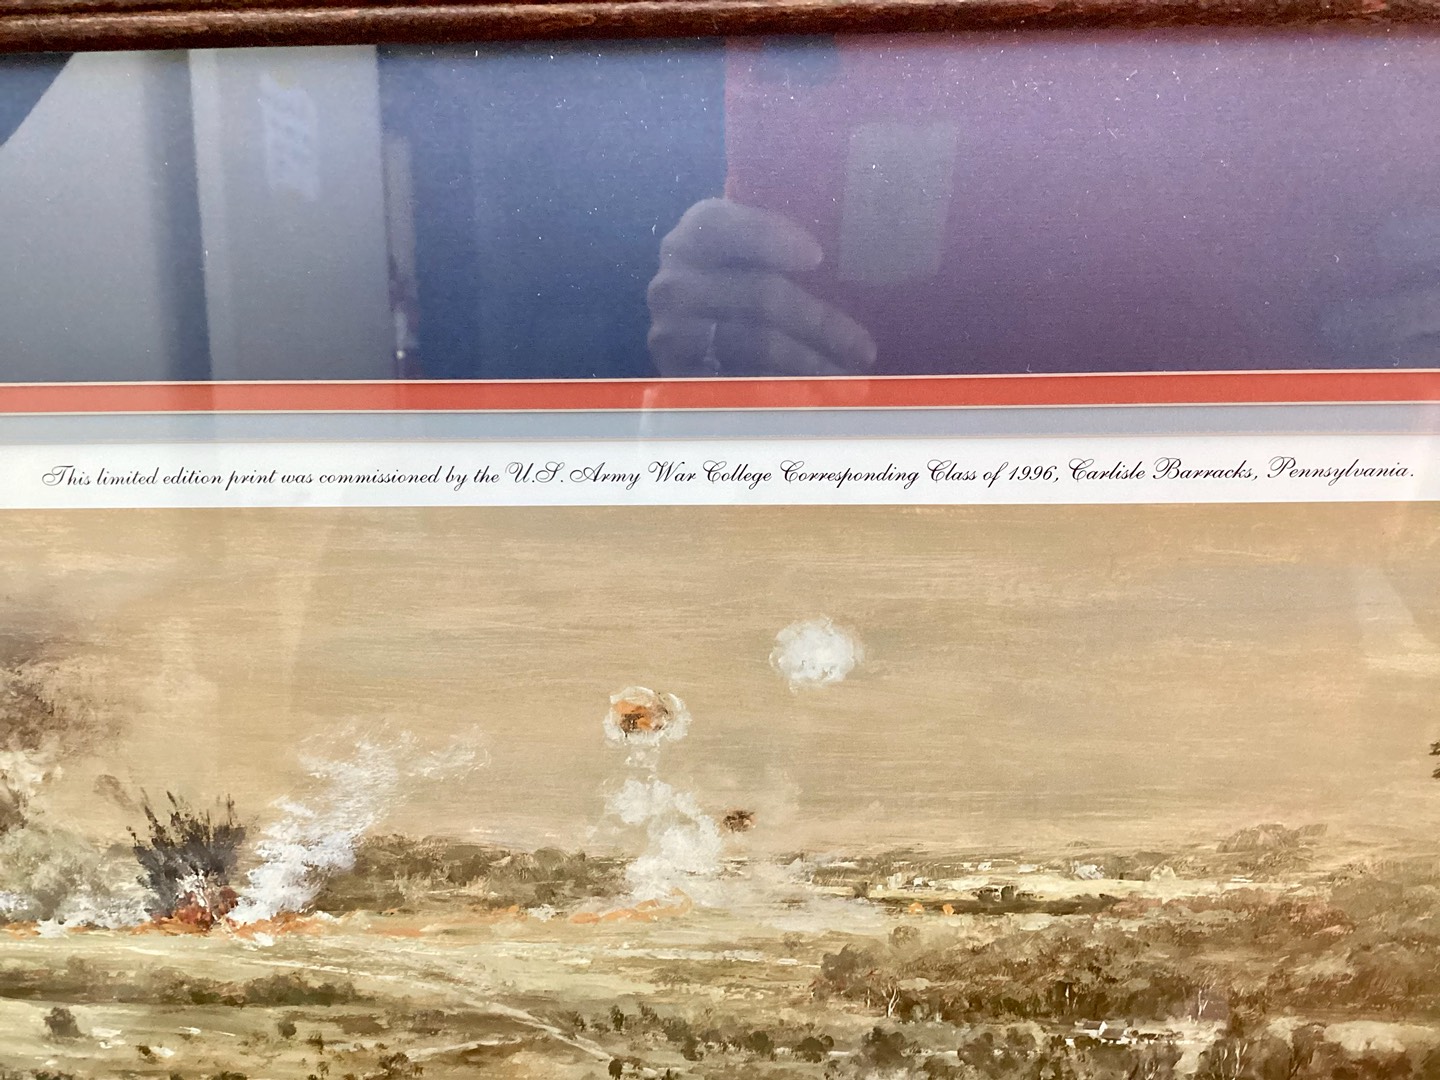 This limited edition print was commissioned by the U.S. Army War College Corresponding Class of 1996, Carlisle Barracks, Pennsylvania.